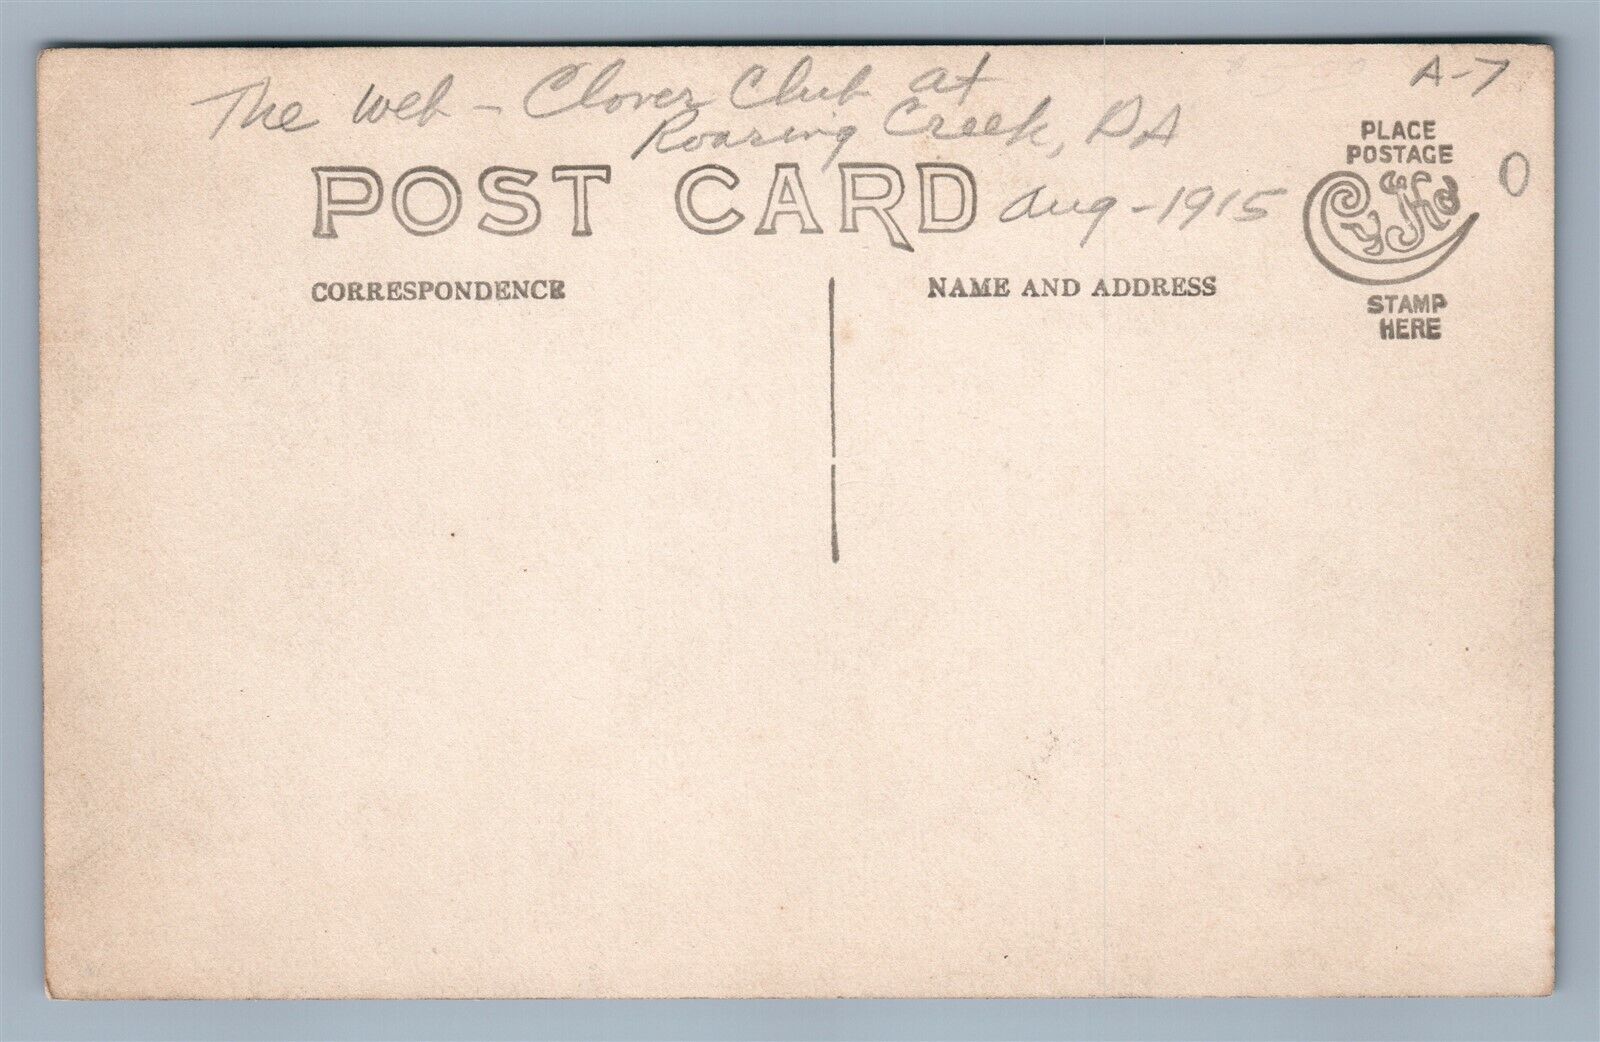 The Web - Clover Club at
Roaring Creek, PA
Aug - 1915
A-7
O
POST CARD
CORRESPONDENCE
NAME AND ADDRESS
PLACE
POSTAGE
Cyko
STAMP
HERE